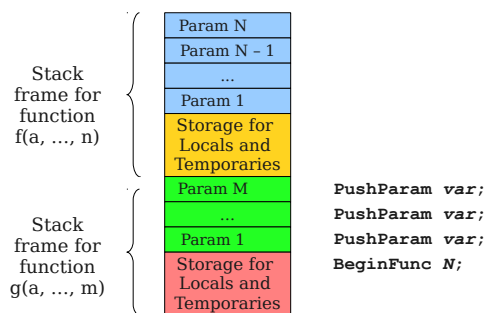 Stack
frame for
function
f(a, …, n)
Param N
Param N – 1
...
Param 1
Storage for
Locals and
Temporaries
Stack
frame for
function
g(a, …, m)
Param M
...
Param 1
Storage for
Locals and
Temporaries
PushParam var;
PushParam var;
PushParam var;
BeginFunc N;